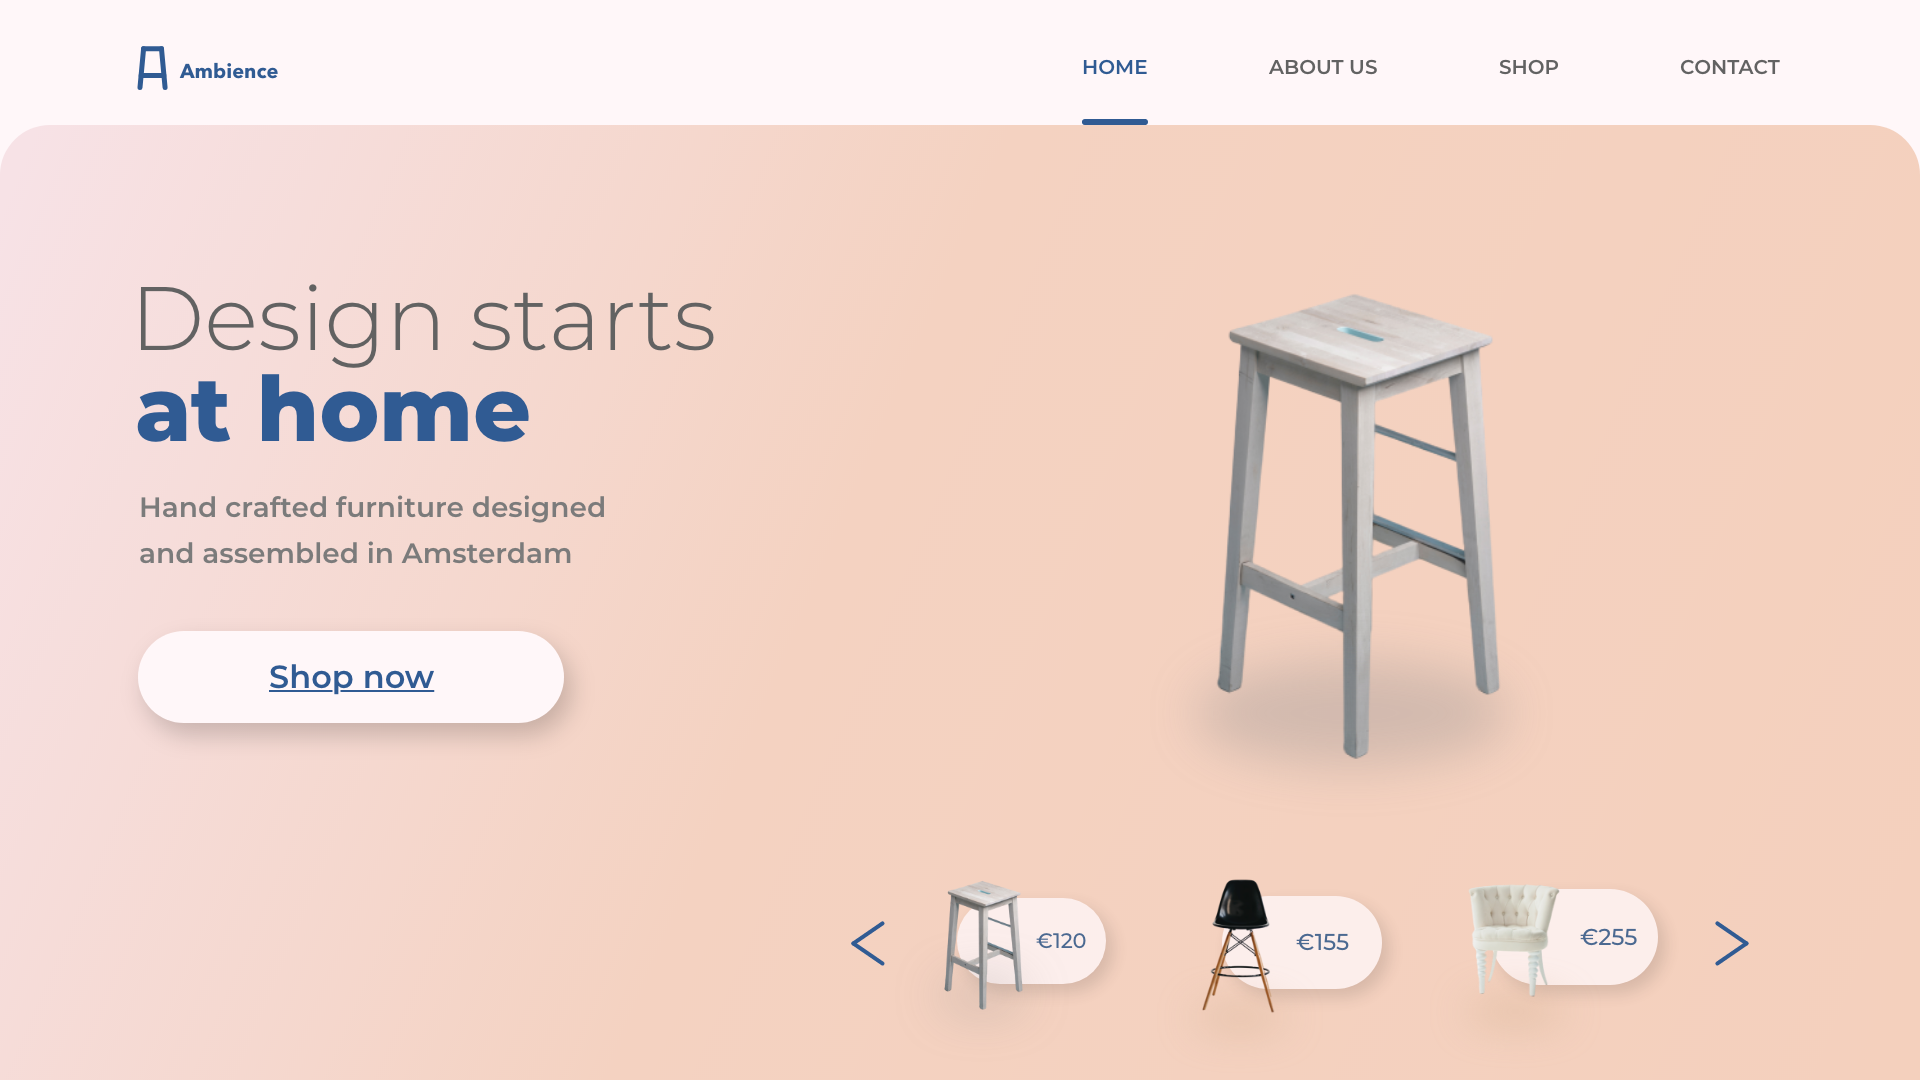 Ambience
HOME
ABOUT US
SHOP
CONTACT
Design starts
at home
Hand crafted furniture designed
and assembled in Amsterdam
Shop now
€120
€155
€255